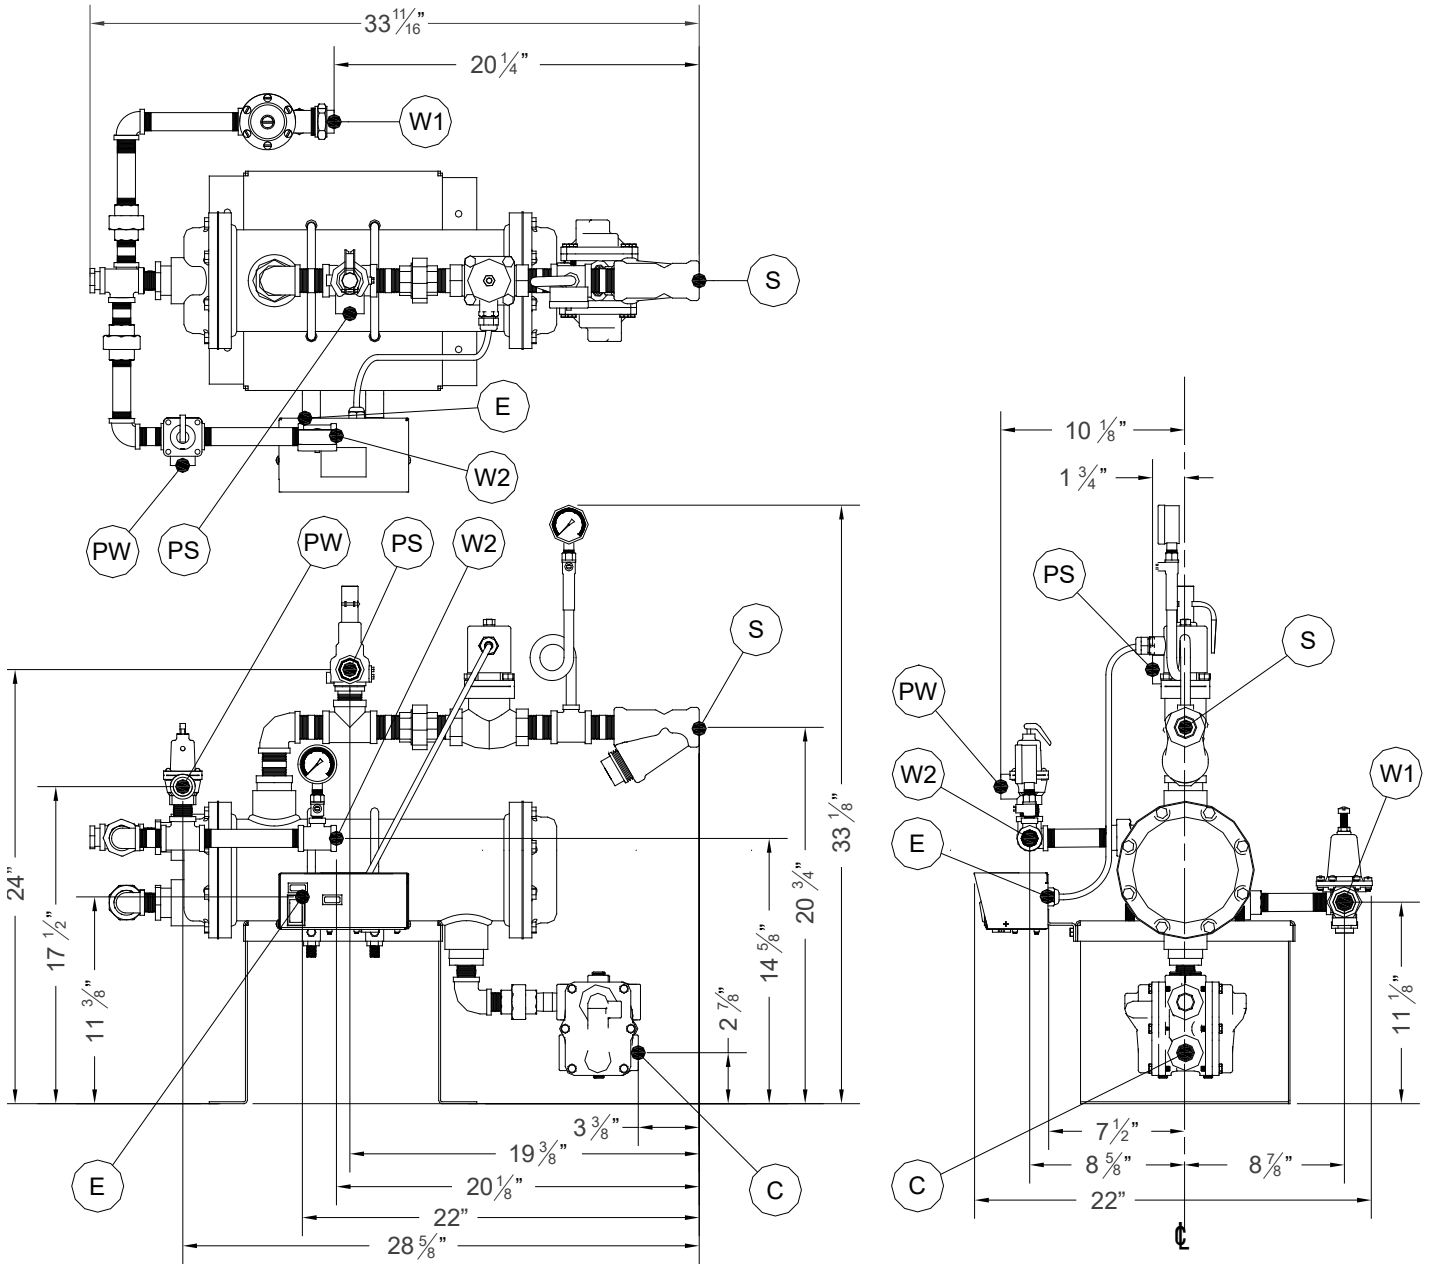 33 11/16”
20 1/4”
W1
S
E
W2
PW
PS
PW
PS
W2
S
24”
17 1/2”
11 3/8”
33 1/8”
20 3/4”
14 5/8”
2 7/8”
3 3/8”
19 3/8”
20 1/8”
22”
28 5/8”
E
C
10 1/8”
1 3/4”
PS
S
PW
W2
W1
E
11 1/8”
7 1/2”
8 5/8”
8 7/8”
22”
C
℄